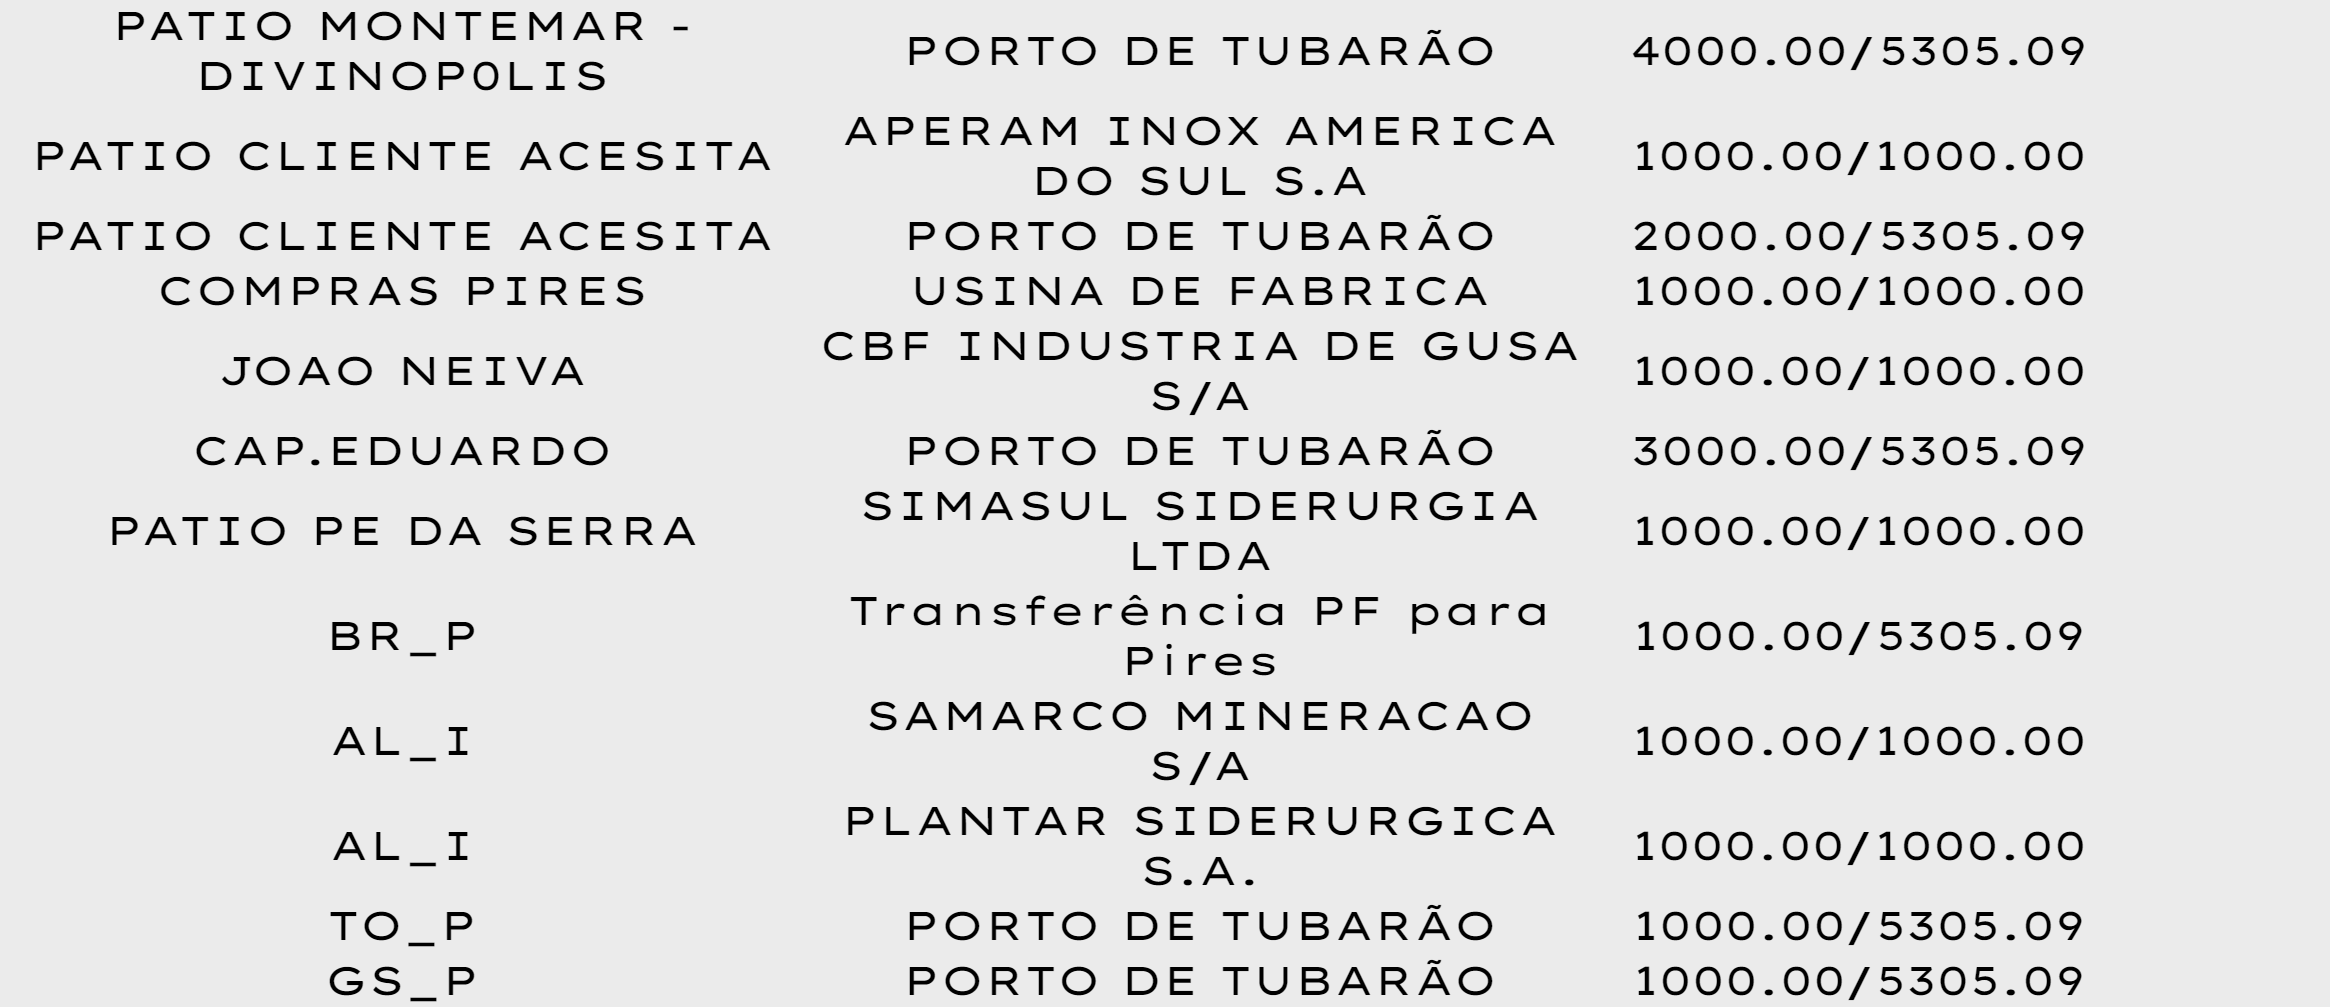 PATIO MONTEMAR -
DIVINOP0LIS
PORTO DE TUBARÃO
4000.00/5305.09
PATIO CLIENTE ACESITA
APERAM INOX AMERICA
DO SUL S.A
1000.00/1000.00
PATIO CLIENTE ACESITA
PORTO DE TUBARÃO
2000.00/5305.09
COMPRAS PIRES
USINA DE FABRICA
1000.00/1000.00
JOAO NEIVA
CBF INDUSTRIA DE GUSA
S/A
1000.00/1000.00
CAP.EDUARDO
PORTO DE TUBARÃO
3000.00/5305.09
PATIO PE DA SERRA
SIMASUL SIDERURGIA
LTDA
1000.00/1000.00
BR_P
Transferência PF para
Pires
1000.00/5305.09
AL_I
SAMARCO MINERACAO
S/A
1000.00/1000.00
AL_I
PLANTAR SIDERURGICA
S.A.
1000.00/1000.00
TO_P
PORTO DE TUBARÃO
1000.00/5305.09
GS_P
PORTO DE TUBARÃO
1000.00/5305.09